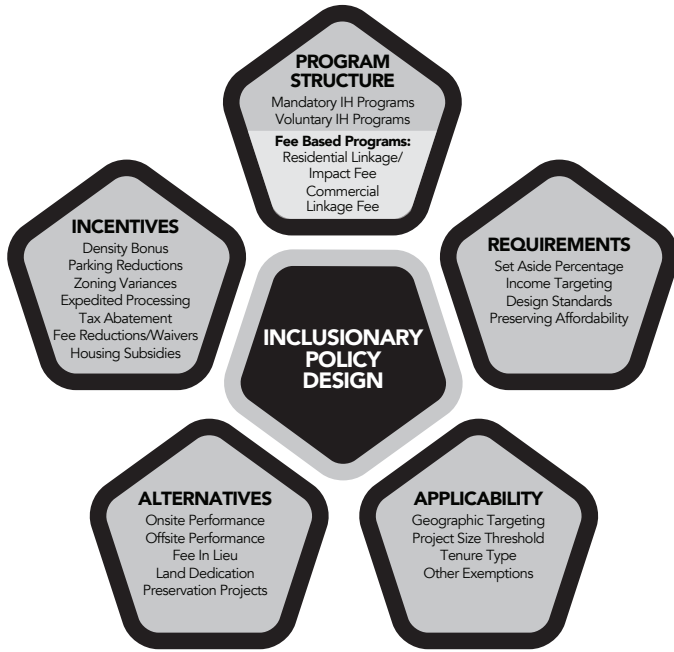 PROGRAM
STRUCTURE
Mandatory IH Programs
Voluntary IH Programs
Fee Based Programs:
Residential Linkage/
Impact Fee
Commercial
Linkage Fee
INCENTIVES
Density Bonus
Parking Reductions
Zoning Variances
Expedited Processing
Tax Abatement
Fee Reductions/Waivers
Housing Subsidies
REQUIREMENTS
Set Aside Percentage
Income Targeting
Design Standards
Preserving Affordability
INCLUSIONARY
POLICY
DESIGN
ALTERNATIVES
Onsite Performance
Offsite Performance
Fee In Lieu
Land Dedication
Preservation Projects
APPLICABILITY
Geographic Targeting
Project Size Threshold
Tenure Type
Other Exemptions